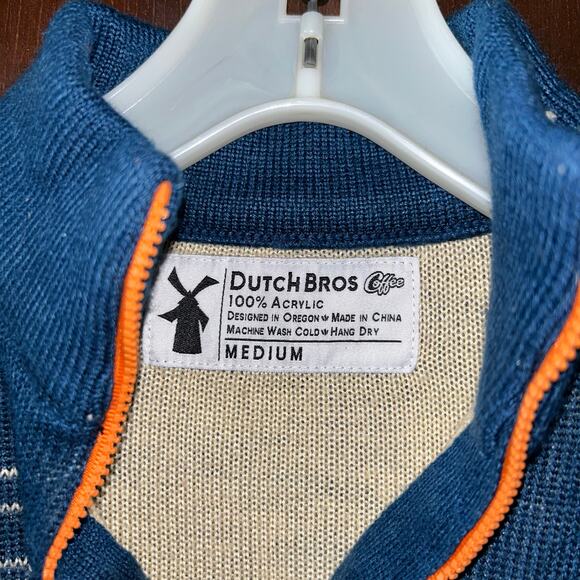 DUTCH BROS Coffee
100% ACRYLIC
DESIGNED IN OREGON MADE IN CHINA
MACHINE WASH COLD HANG DRY
MEDIUM